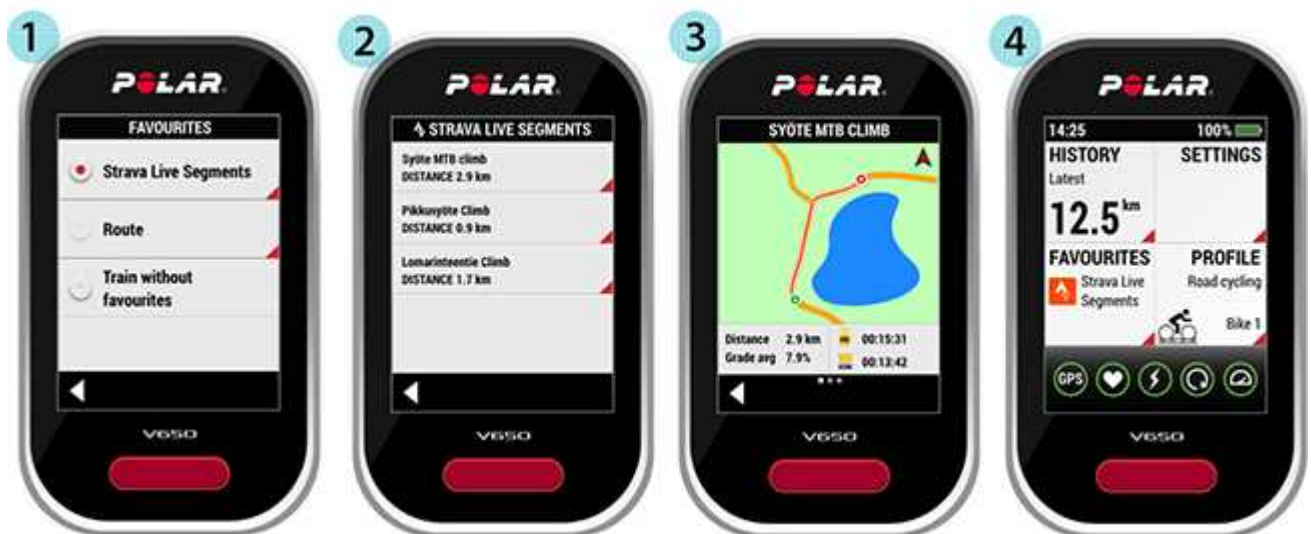 1
POLAR
FAVOURITES
Strava Live Segments
Route
Train without
favourites
V650
2
POLAR
STRAVA LIVE SEGMENTS
Syöte MTB climb
DISTANCE 2.9 km
Pikkusyöte Climb
DISTANCE 0.9 km
Lomarinteentie Climb
DISTANCE 1.7 km
V650
3
POLAR
SYÖTE MTB CLIMB
Distance 2.9 km 00:15:31
Grade avg 7.9% 00:13:42
V650
4
POLAR
14:25 100%
HISTORY SETTINGS
Latest
12.5 km
FAVOURITES PROFILE
Strava Live Road cycling
Segments
Bike 1
GPS
V650